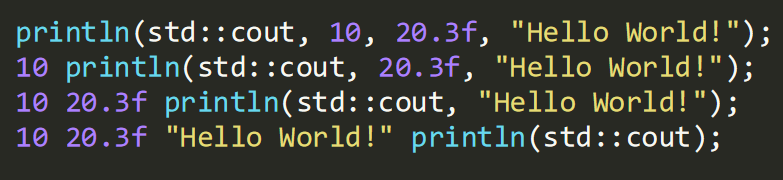 println(std::cout, 10, 20.3f, "Hello World!");
10 println(std::cout, 20.3f, "Hello World!");
10 20.3f println(std::cout, "Hello World!");
10 20.3f "Hello World!" println(std::cout);